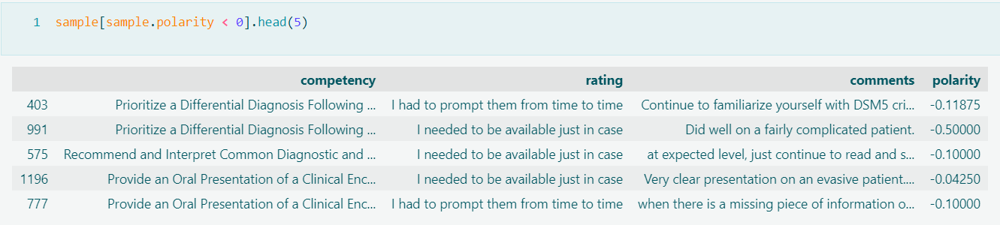 1 sample[sample.polarity < 0].head(5)
competency rating comments polarity
403 Prioritize a Differential Diagnosis Following ... I had to prompt them from time to time Continue to familiarize yourself with DSM5 cri... -0.11875
991 Prioritize a Differential Diagnosis Following ... I needed to be available just in case Did well on a fairly complicated patient. -0.50000
575 Recommend and Interpret Common Diagnostic and ... I needed to be available just in case at expected level, just continue to read and s... -0.10000
1196 Provide an Oral Presentation of a Clinical Enc... I needed to be available just in case Very clear presentation on an evasive patient.... -0.04250
777 Provide an Oral Presentation of a Clinical Enc... I had to prompt them from time to time when there is a missing piece of information o... -0.10000